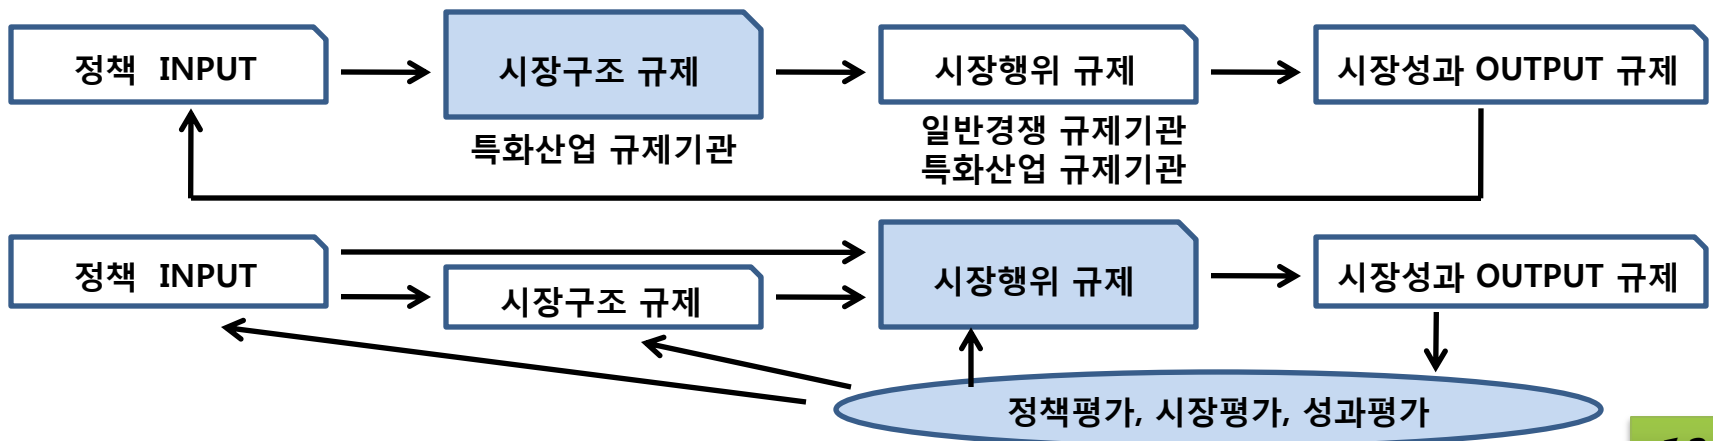 정책 INPUT
시장구조 규제
시장행위 규제
시장성과 OUTPUT 규제
특화산업 규제기관
일반경쟁 규제기관
특화산업 규제기관
정책 INPUT
시장구조 규제
시장행위 규제
시장성과 OUTPUT 규제
정책평가, 시장평가, 성과평가